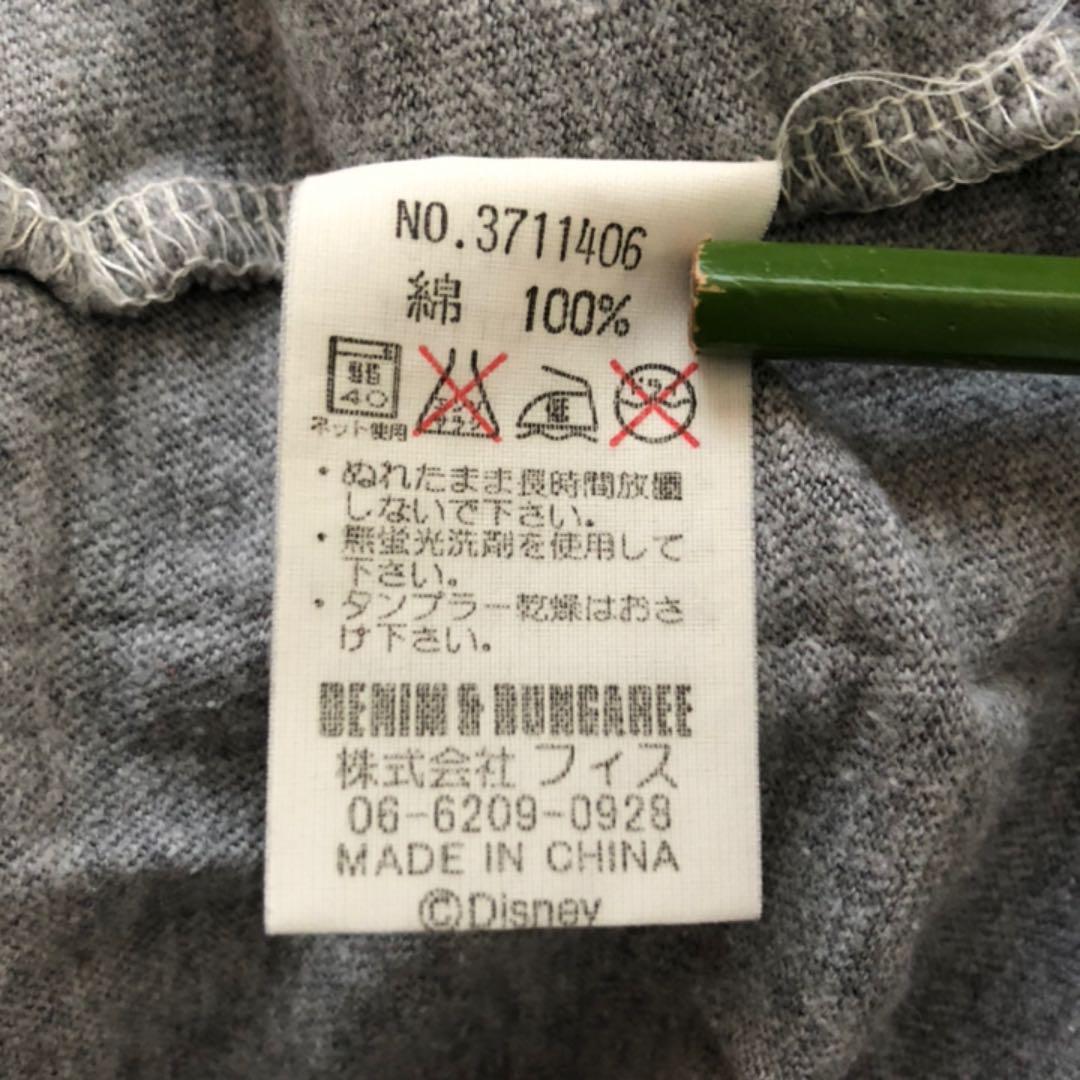 NO.3711406
綿 100%
40
ネット使用
・ぬれたまま長時間放置
しないで下さい。
・無蛍光洗剤を使用して
下さい。
・タンブラー乾燥はおさ
け下さい。
DENIM & DUNGAREE
株式会社 フィス
06-6209-0928
MADE IN CHINA
©Disney